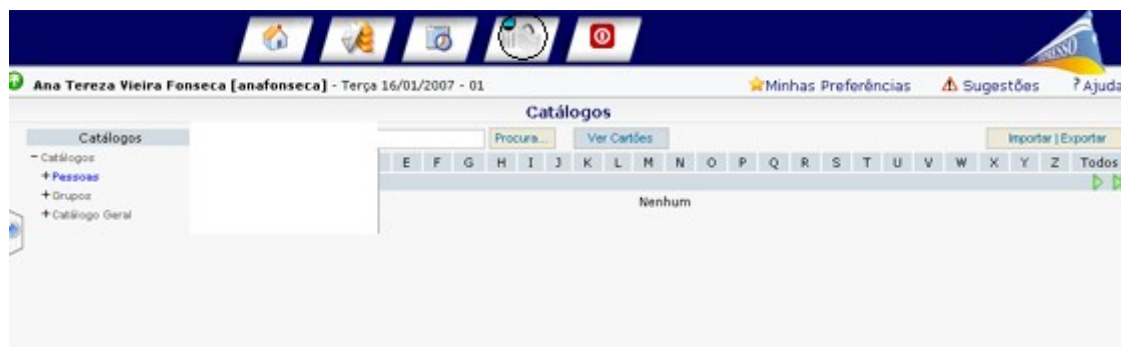 Ana Tereza Vieira Fonseca [anafonseca] - Terça 16/01/2007 - 01
Minhas Preferências
Sugestões
? Ajuda
Catálogos
Catálogos
Procura...
Ver Cartões
Importar | Exportar
− Catálogos
E F G H I J K L M N O P Q R S T U V W X Y Z Todos
+ Pessoas
+ Grupos
Nenhum
+ Catálogo Geral